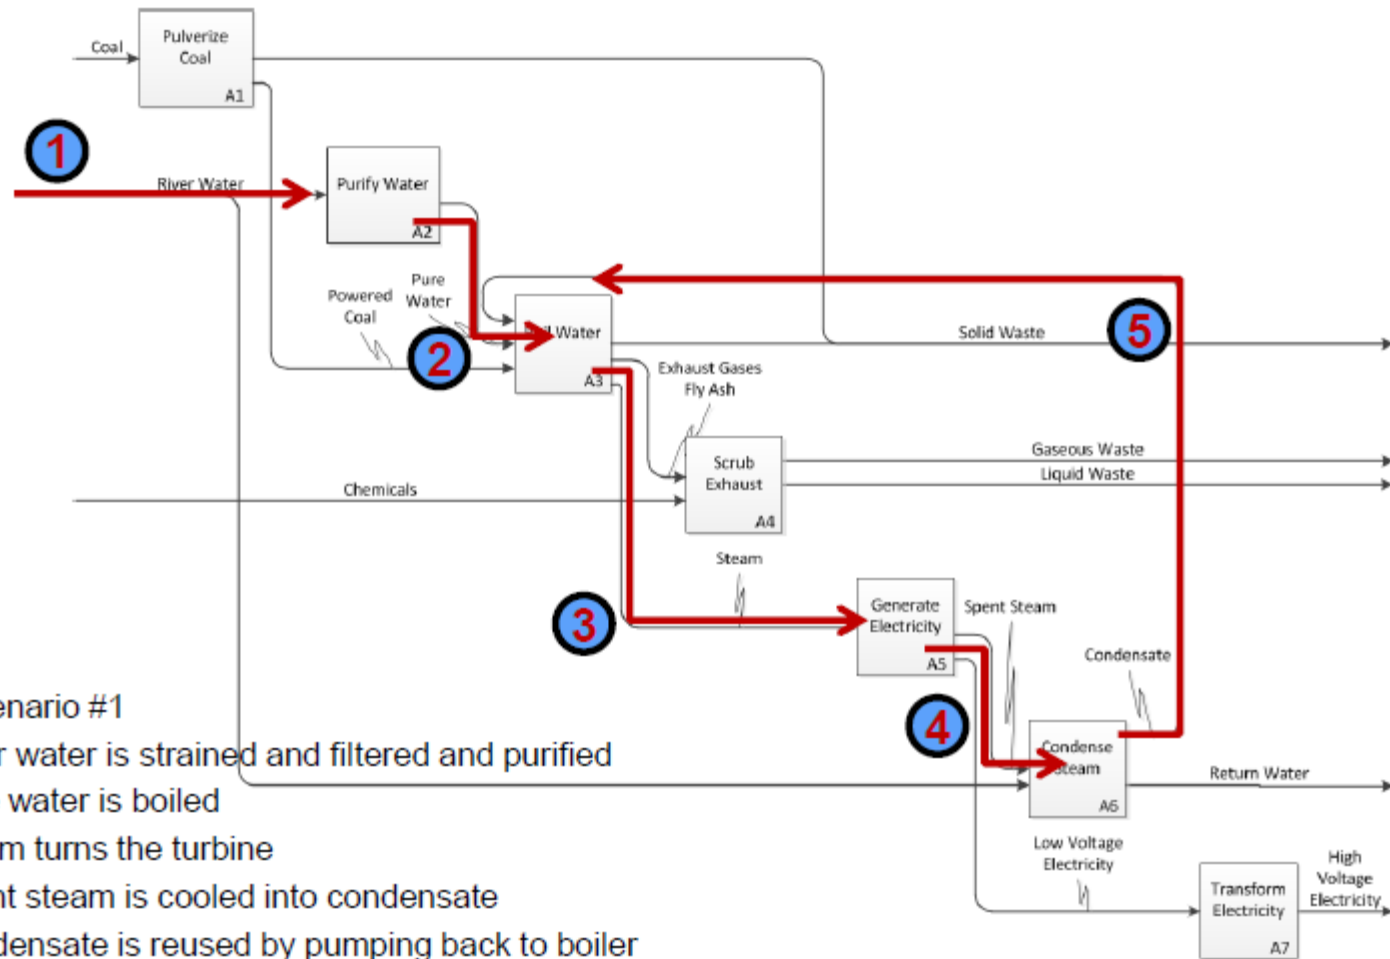 Pulverize
Coal
A1
Coal
1
River Water
Purify Water
A2
Powered
Coal
Pure
Water
2
Water
A3
Solid Waste
5
Exhaust Gases
Fly Ash
Gaseous Waste
Liquid Waste
Scrub
Exhaust
A4
Chemicals
Steam
3
Generate
Electricity
A5
Spent Steam
Condensate
4
Condense
Steam
A6
Return Water
Low Voltage
Electricity
Transform
Electricity
A7
High
Voltage
Electricity
enario #1
r water is strained and filtered and purified
water is boiled
m turns the turbine
nt steam is cooled into condensate
densate is reused by pumping back to boiler